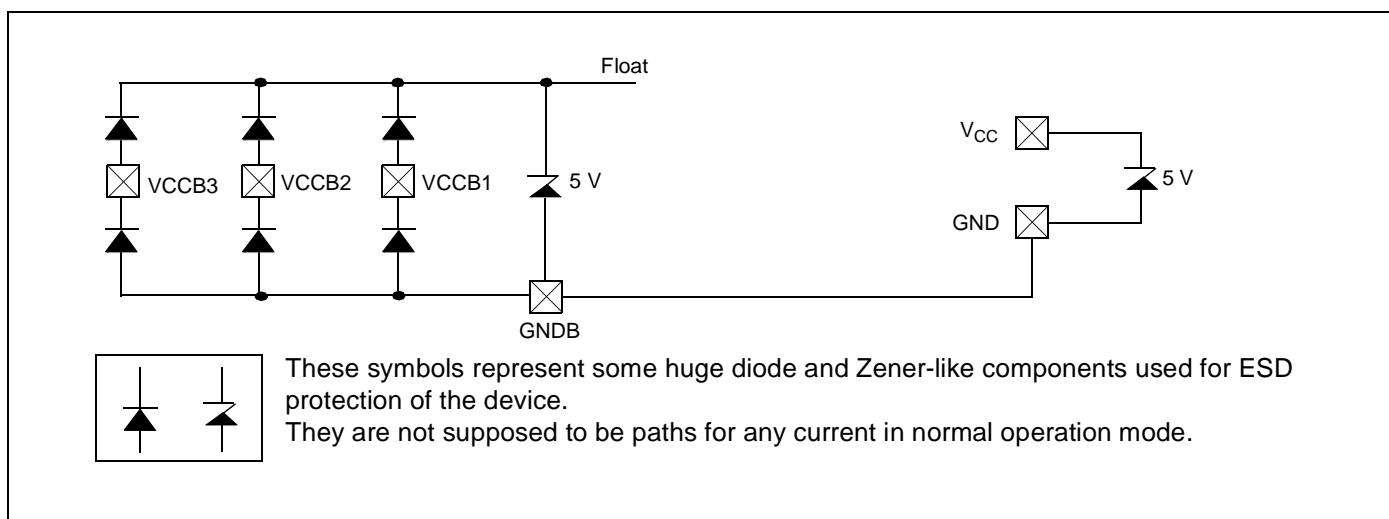 Float
V_CC
VCCB3
VCCB2
VCCB1
5 V
5 V
GND
GNDB
These symbols represent some huge diode and Zener-like components used for ESD
protection of the device.
They are not supposed to be paths for any current in normal operation mode.